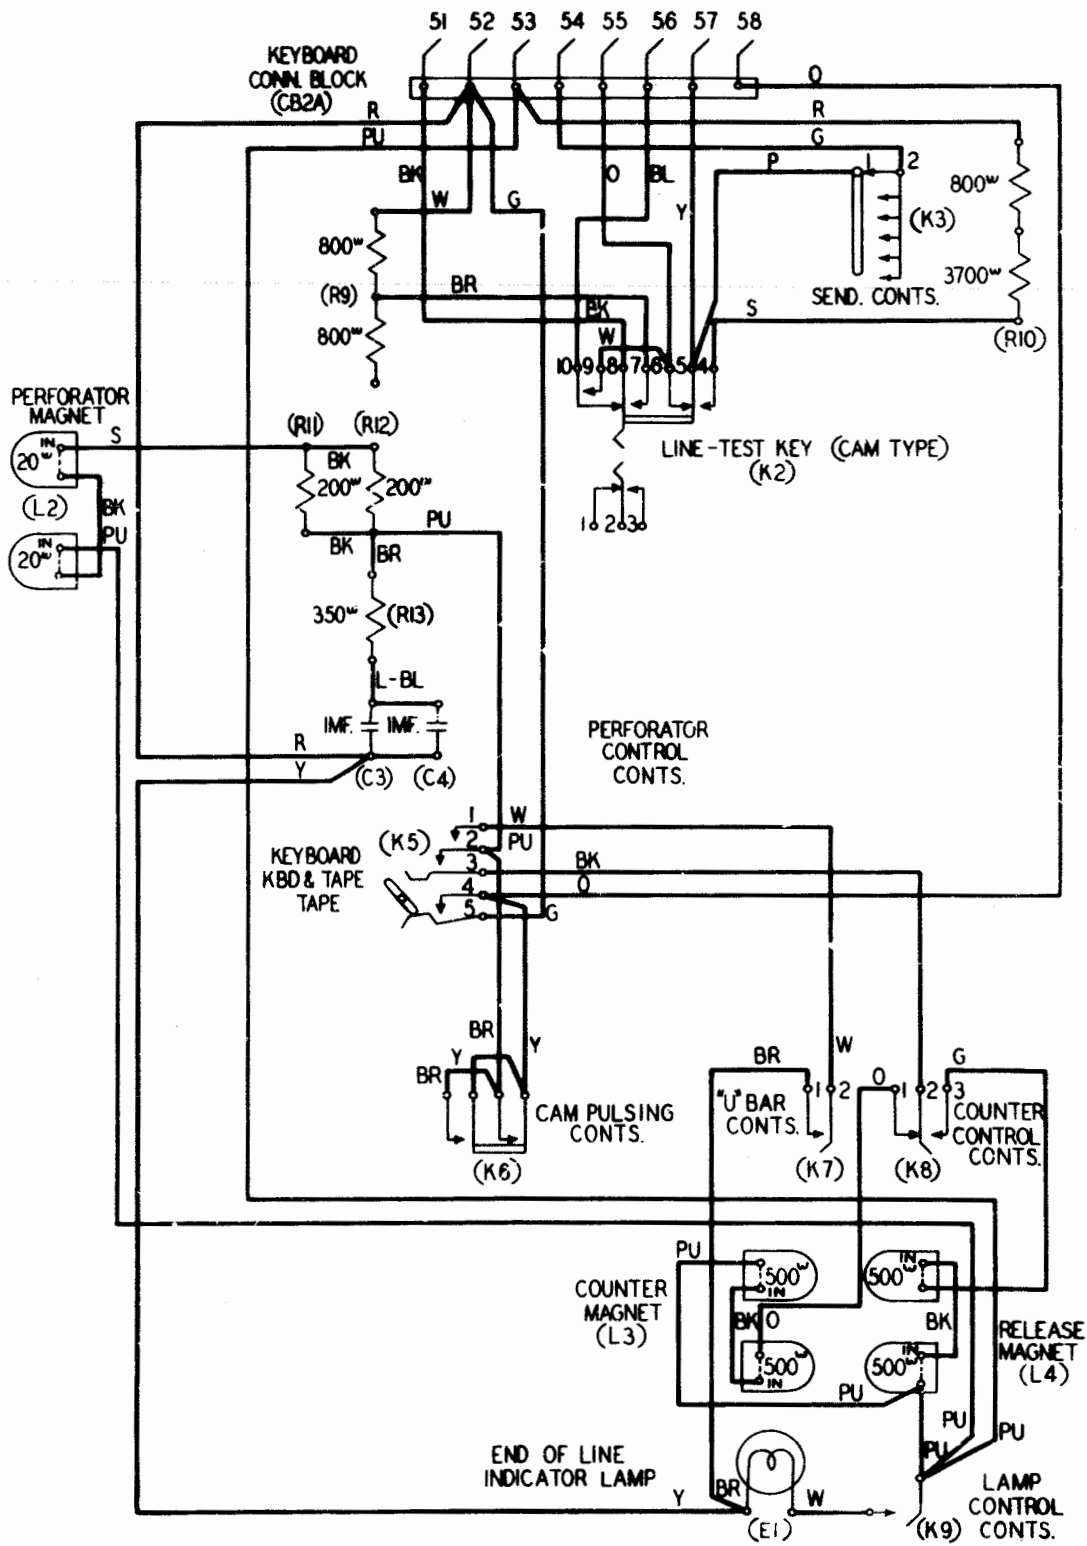 51 52 53 54 55 56 57 58
KEYBOARD
CONN. BLOCK
(CB2A)
O
R
R
PU
G
BK
W
G
O
BL
Y
P
1
2
800ʷ
(K3)
800ʷ
3700ʷ
SEND. CONTS.
(R9)
BR
BK
S
(R10)
800ʷ
W
10 9 8 7 6 5 4
PERFORATOR
MAGNET
IN
20ʷ
S
(R11)
(R12)
BK
LINE-TEST KEY (CAM TYPE)
(K2)
(L2)
BK
200ʷ
200ʷ
PU
1 2 3
PU
IN
20ʷ
BK
BR
350ʷ
(R13)
L-BL
1MF.
1MF.
R
Y
(C3)
(C4)
PERFORATOR
CONTROL
CONTS.
1
W
(K5)
2
PU
KEYBOARD
KBD & TAPE
TAPE
3
BK
4
O
5
G
BR
Y
Y
BR
CAM PULSING
CONTS.
(K6)
BR
W
O
G
1 2
1 2 3
"U" BAR
CONTS.
COUNTER
CONTROL
CONTS.
(K7)
(K8)
PU
500ʷ
IN
IN
500ʷ
COUNTER
MAGNET
(L3)
BK
O
BK
RELEASE
MAGNET
(L4)
500ʷ
IN
IN
500ʷ
PU
PU
PU
PU
END OF LINE
INDICATOR LAMP
Y
BR
W
(E1)
(K9)
LAMP
CONTROL
CONTS.